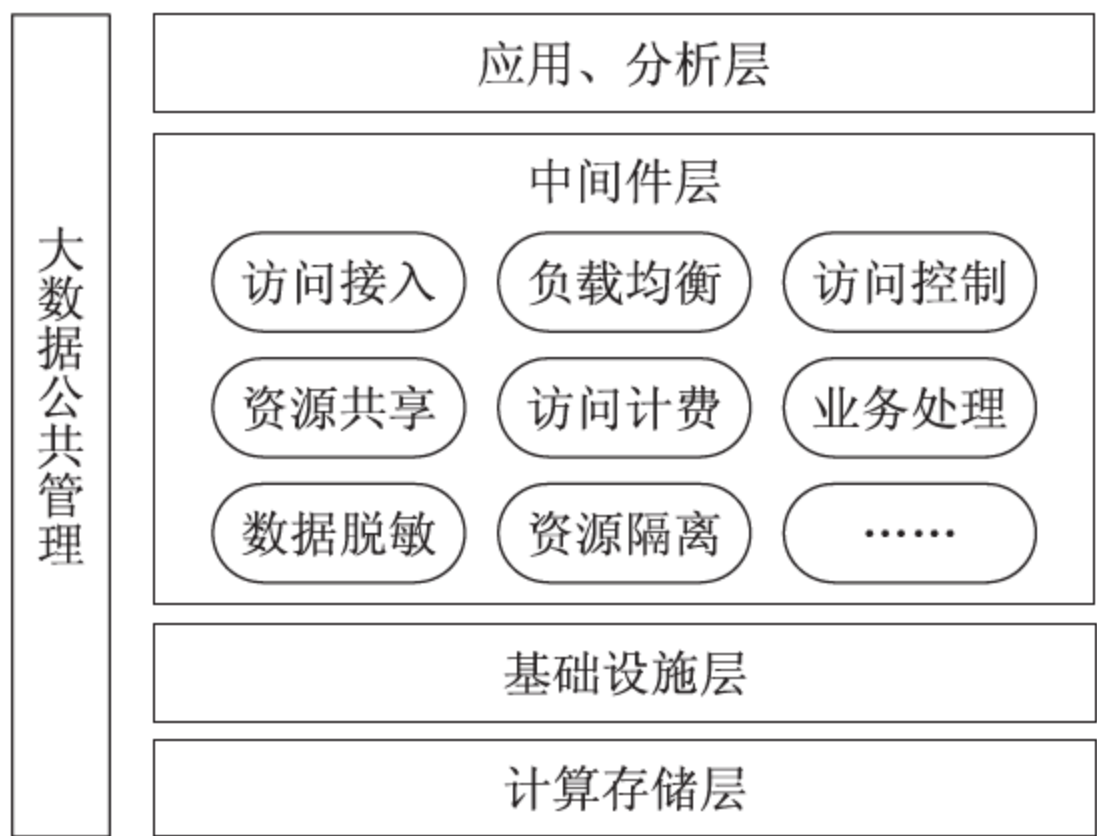 大数据公共管理
应用、分析层
中间件层
访问接入
负载均衡
访问控制
资源共享
访问计费
业务处理
数据脱敏
资源隔离
……
基础设施层
计算存储层